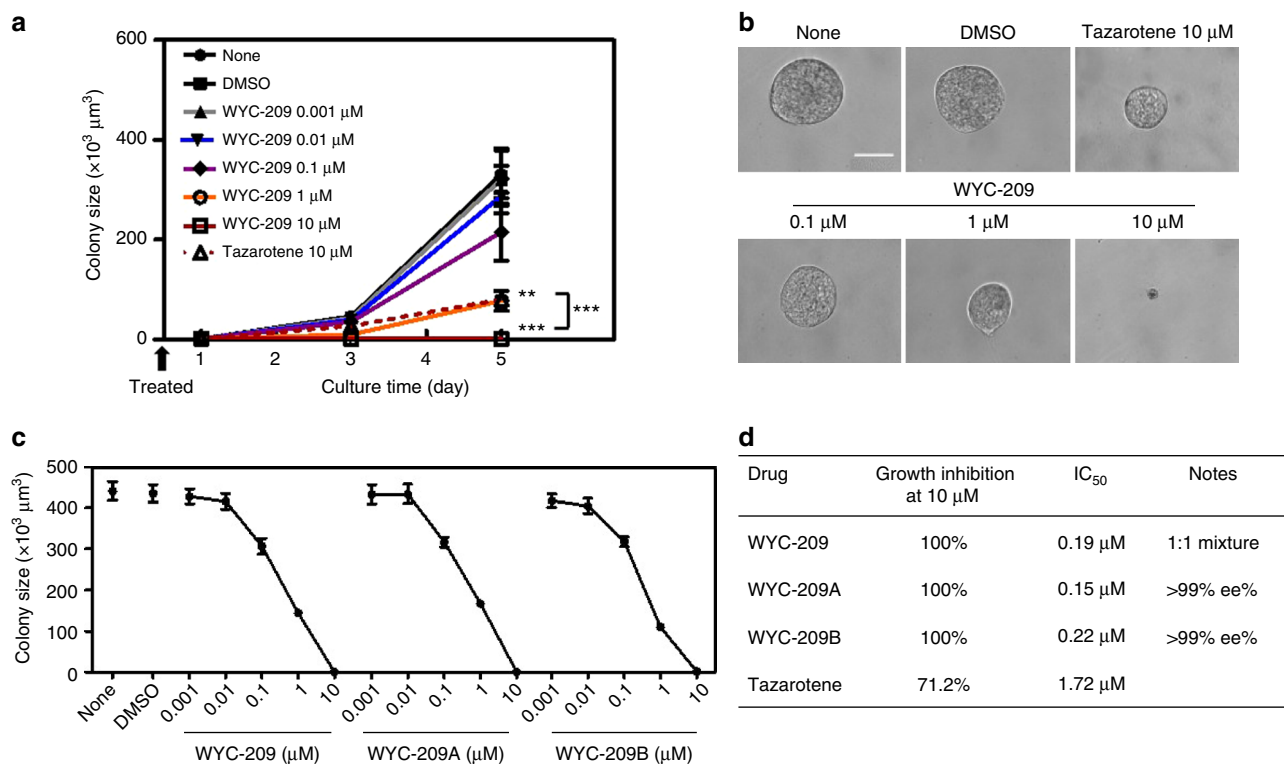 a
600
400
200
0
Colony size (×10³ μm³)
None
DMSO
WYC-209 0.001 μM
WYC-209 0.01 μM
WYC-209 0.1 μM
WYC-209 1 μM
WYC-209 10 μM
Tazarotene 10 μM
**
***
***
1 2 3 4 5
Treated
Culture time (day)
b
None DMSO Tazarotene 10 μM
WYC-209
0.1 μM 1 μM 10 μM
c
500
400
300
200
100
0
Colony size (×10³ μm³)
None DMSO 0.001 0.01 0.1 1 10 0.001 0.01 0.1 1 10 0.001 0.01 0.1 1 10
WYC-209 (μM) WYC-209A (μM) WYC-209B (μM)
d
Drug Growth inhibition at 10 μM IC₅₀ Notes
WYC-209 100% 0.19 μM 1:1 mixture
WYC-209A 100% 0.15 μM >99% ee%
WYC-209B 100% 0.22 μM >99% ee%
Tazarotene 71.2% 1.72 μM